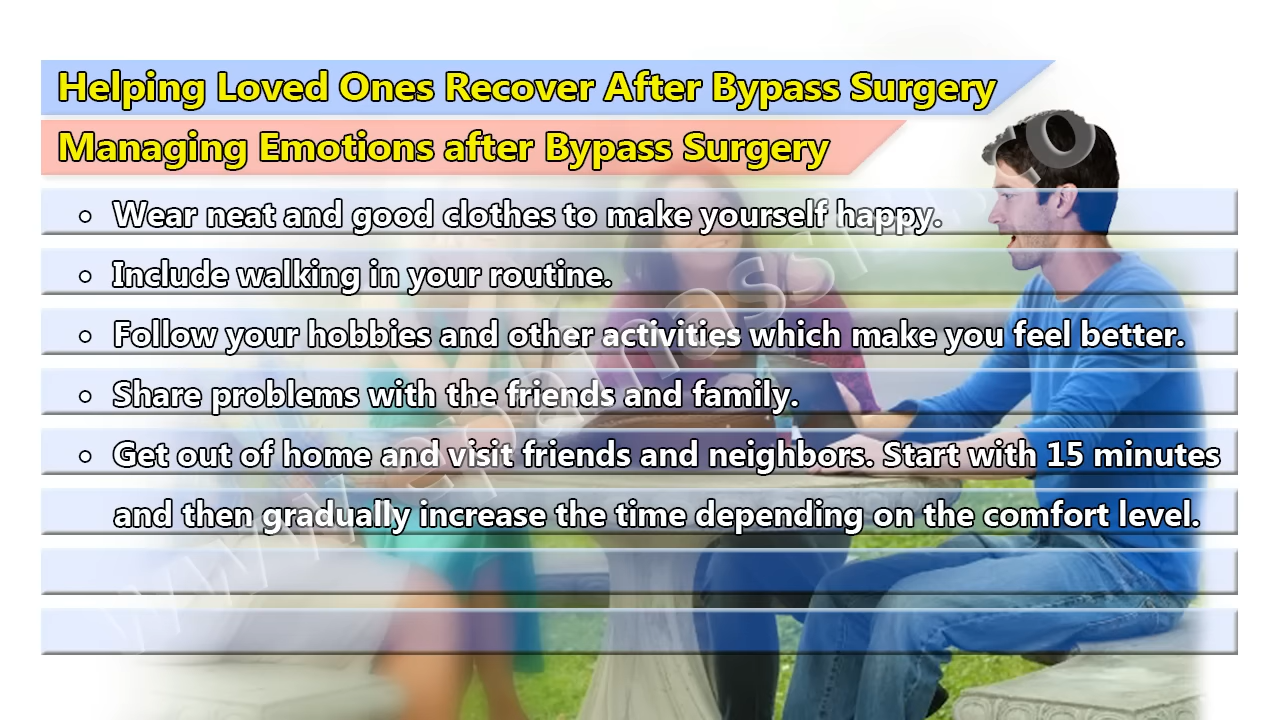 Helping Loved Ones Recover After Bypass Surgery
Managing Emotions after Bypass Surgery
Wear neat and good clothes to make yourself happy.
Include walking in your routine.
Follow your hobbies and other activities which make you feel better.
Share problems with the friends and family.
Get out of home and visit friends and neighbors. Start with 15 minutes
and then gradually increase the time depending on the comfort level.